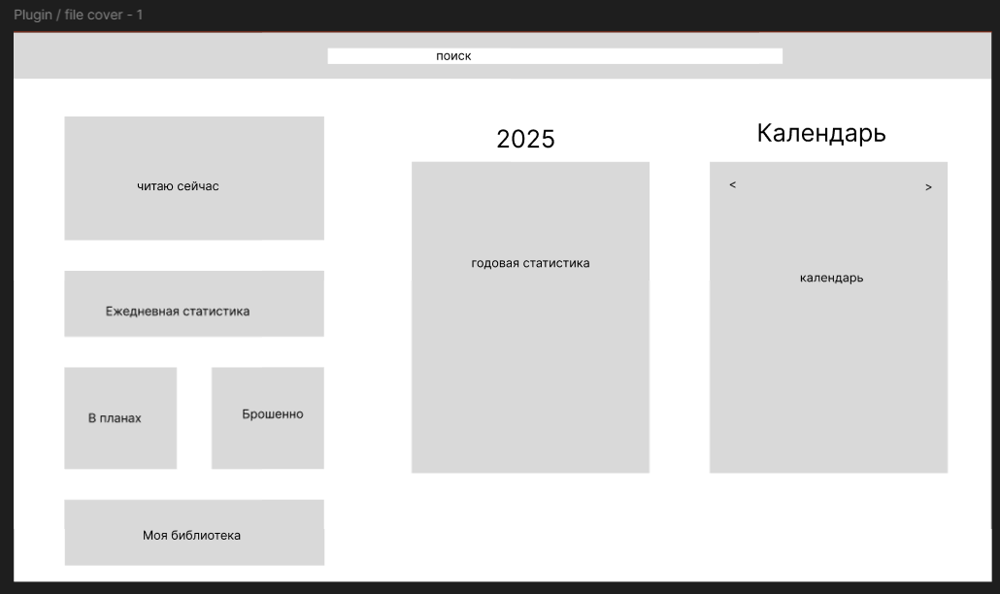 Plugin / file cover - 1
поиск
читаю сейчас
Ежедневная статистика
В планах
Брошенно
Моя библиотека
2025
годовая статистика
Календарь
< >
календарь